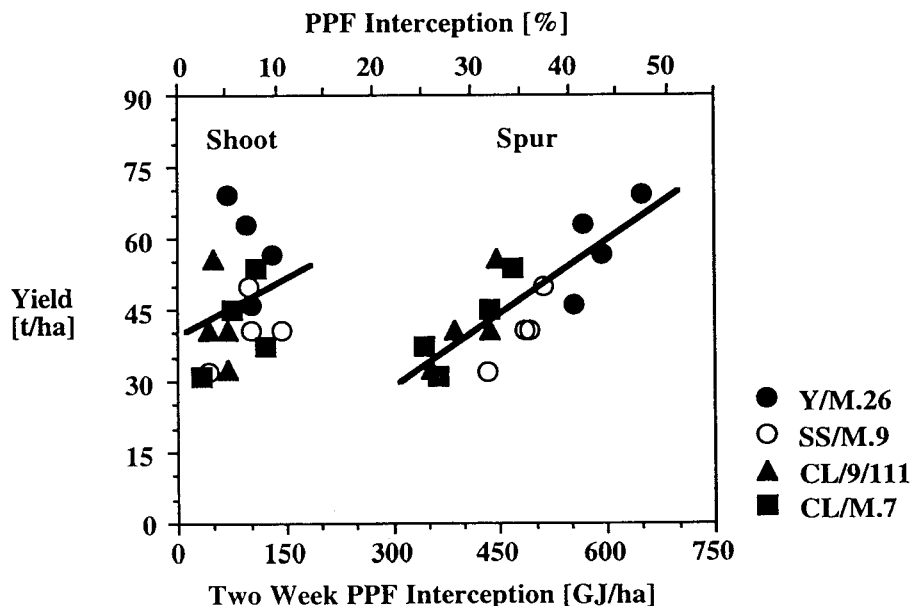 PPF Interception [%]
0 10 20 30 40 50
90
Shoot Spur
75
60
Yield
[t/ha]
45
30
15
0
Y/M.26
SS/M.9
CL/9/111
CL/M.7
0 150 300 450 600 750
Two Week PPF Interception [GJ/ha]